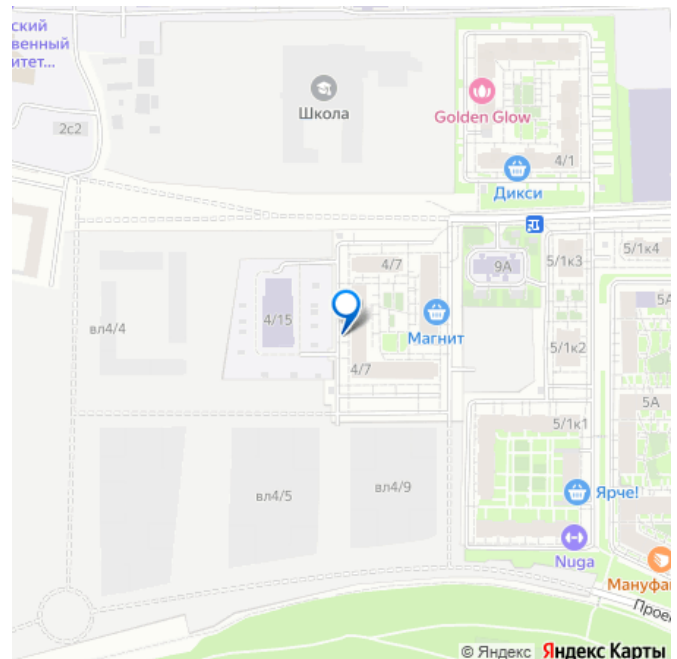 ский
венный
итет...
2с2
Школа
Golden Glow
4/1
Дикси
4/7
9А
5/1к3
5/1к4
4/15
Магнит
5А
вл4/4
4/7
5/1к2
5А
5/1к1
вл4/5
вл4/9
Ярче!
Nuga
Мануфа
Прое
© Яндекс Яндекс Карты